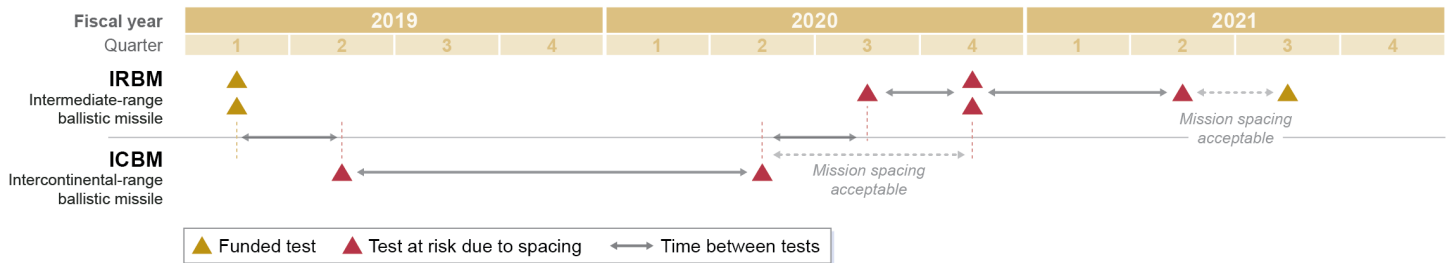 Fiscal year 2019 2020 2021
Quarter 1 2 3 4 1 2 3 4 1 2 3 4
IRBM
Intermediate-range
ballistic missile
Mission spacing
acceptable
ICBM
Intercontinental-range
ballistic missile
Mission spacing
acceptable
Funded test Test at risk due to spacing Time between tests